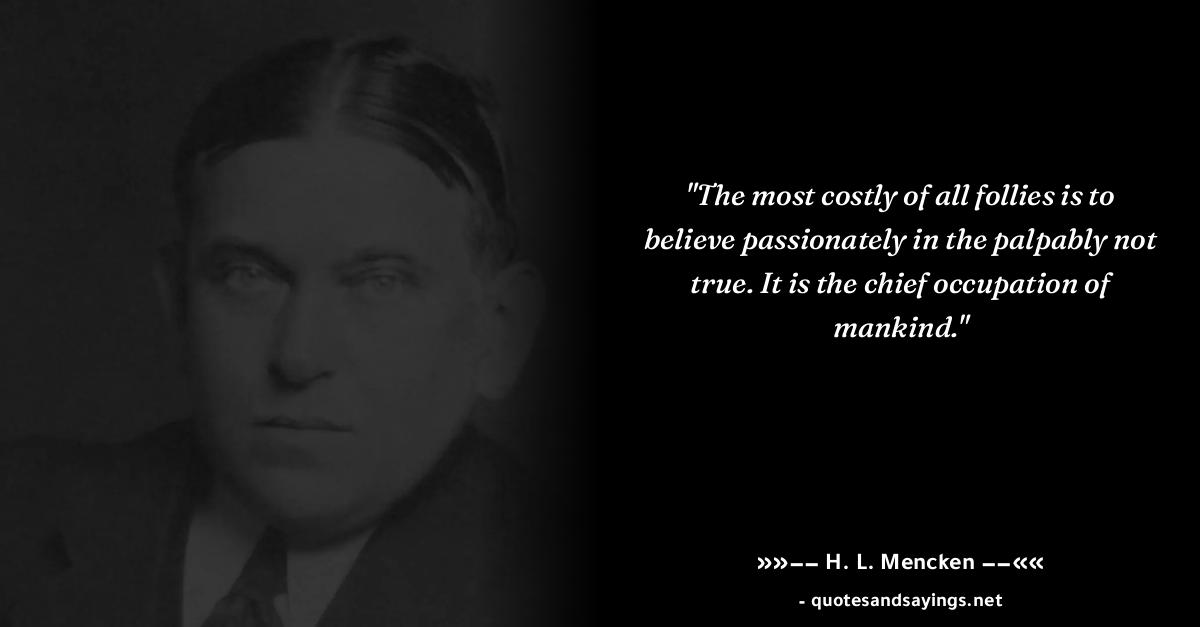 "The most costly of all follies is to
believe passionately in the palpably not
true. It is the chief occupation of
mankind."
»»−− H. L. Mencken −−««
- quotesandsayings.net